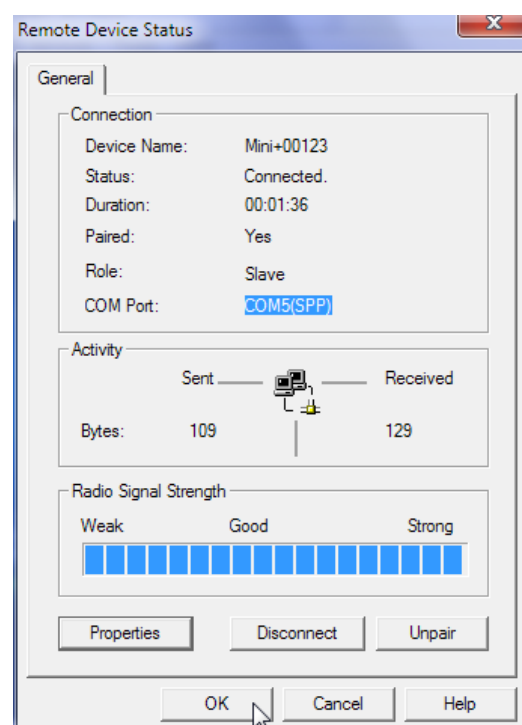 Remote Device Status
General
Connection
Device Name: Mini+00123
Status: Connected.
Duration: 00:01:36
Paired: Yes
Role: Slave
COM Port: COM5(SPP)
Activity
Sent Received
Bytes: 109 129
Radio Signal Strength
Weak Good Strong
Properties Disconnect Unpair
OK Cancel Help